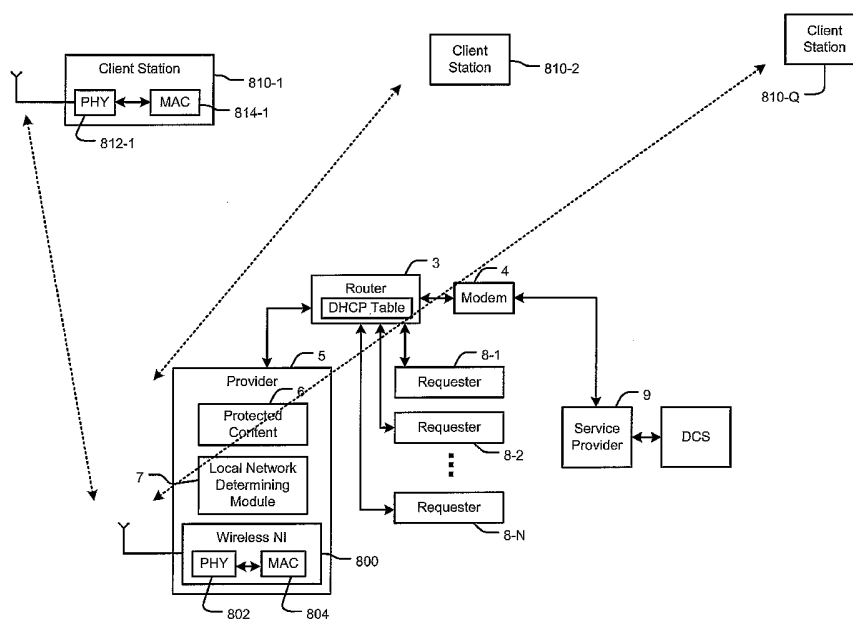 Client Station
810-1
PHY
MAC
814-1
812-1
Client
Station
810-2
Client
Station
810-Q
3
Router
DHCP Table
4
Modem
5
Provider
6
Protected
Content
7
Local Network
Determining
Module
Wireless NI
800
PHY
MAC
802
804
8-1
Requester
Requester
8-2
Requester
8-N
9
Service
Provider
DCS